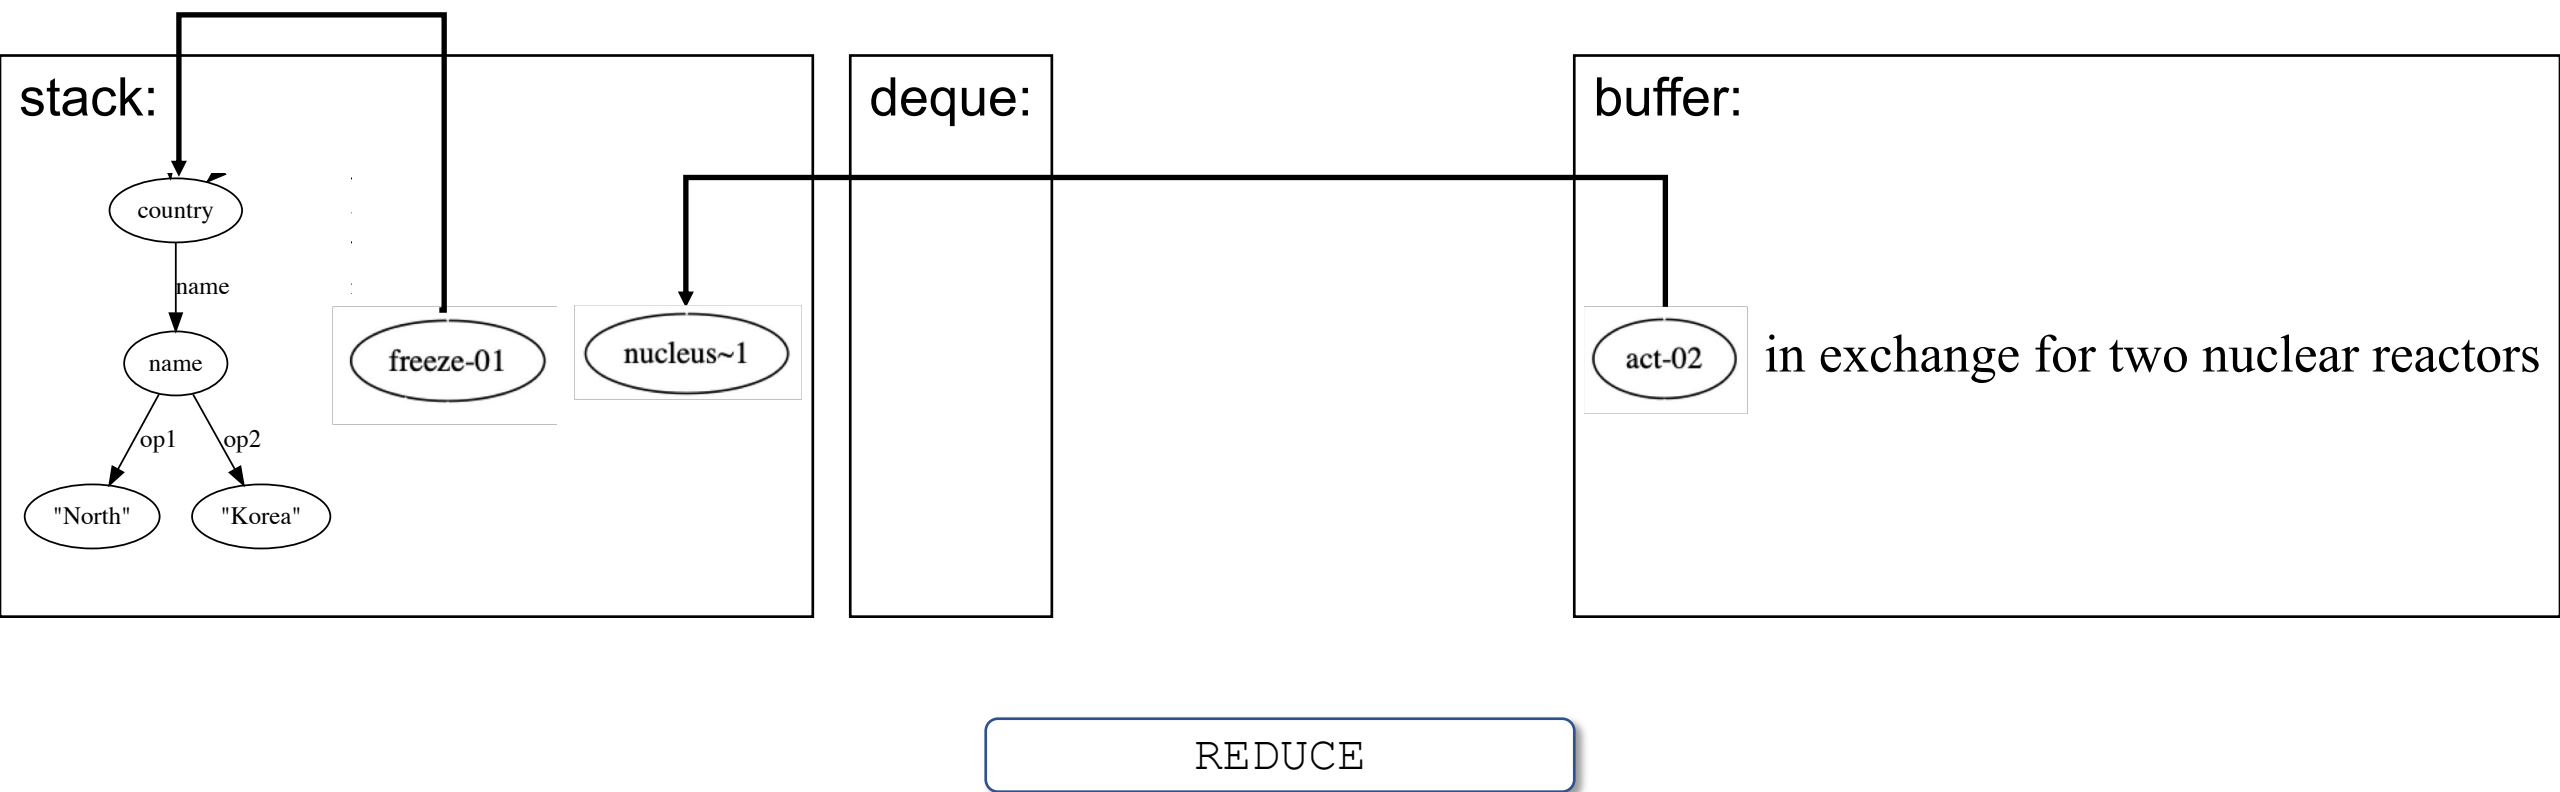 stack:
deque:
buffer:
country
name
name
freeze-01
nucleus~1
act-02
in exchange for two nuclear reactors
op1
op2
"North"
"Korea"
REDUCE